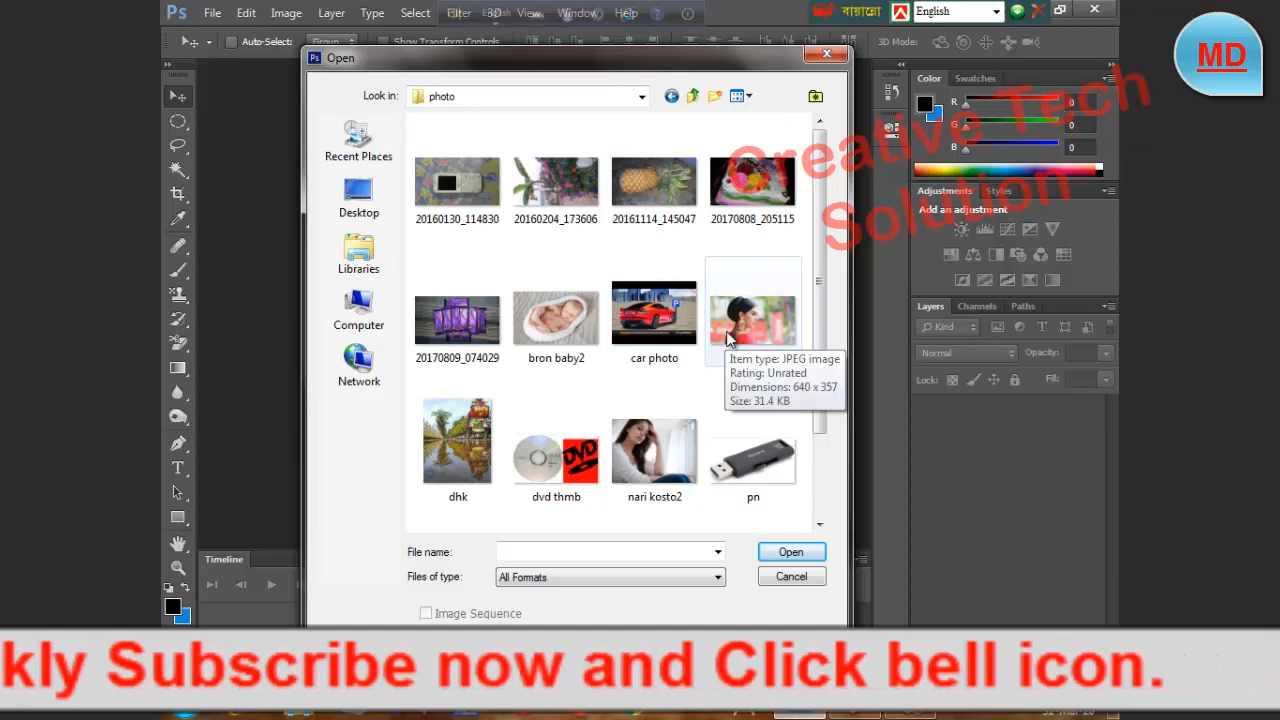 Ps Edit Layer Type Select Filter 3D View Window Help
বায়ান্নো English
MD
Auto-Select: Group Show Transform Controls 3D Mode:
Ps Open
Look in: photo
Recent Places
Desktop
Libraries
Computer
Network
20160130_114830 20160204_173606 20161114_145047 20170808_205115
20170809_074029 bron baby2 car photo
Item type: JPEG image
Rating: Unrated
Dimensions: 640 x 357
Size: 31.4 KB
dhk dvd thmb nari kosto2 pn
File name: Open
Files of type: All Formats Cancel
Image Sequence
Color Swatches
R 0
G 0
B 0
Creative Tech
Solution
Adjustments Styles
Add an adjustment
Layers Channels Paths
Kind
Normal Opacity:
Lock: Fill:
Timeline
kly Subscribe now and Click bell icon.